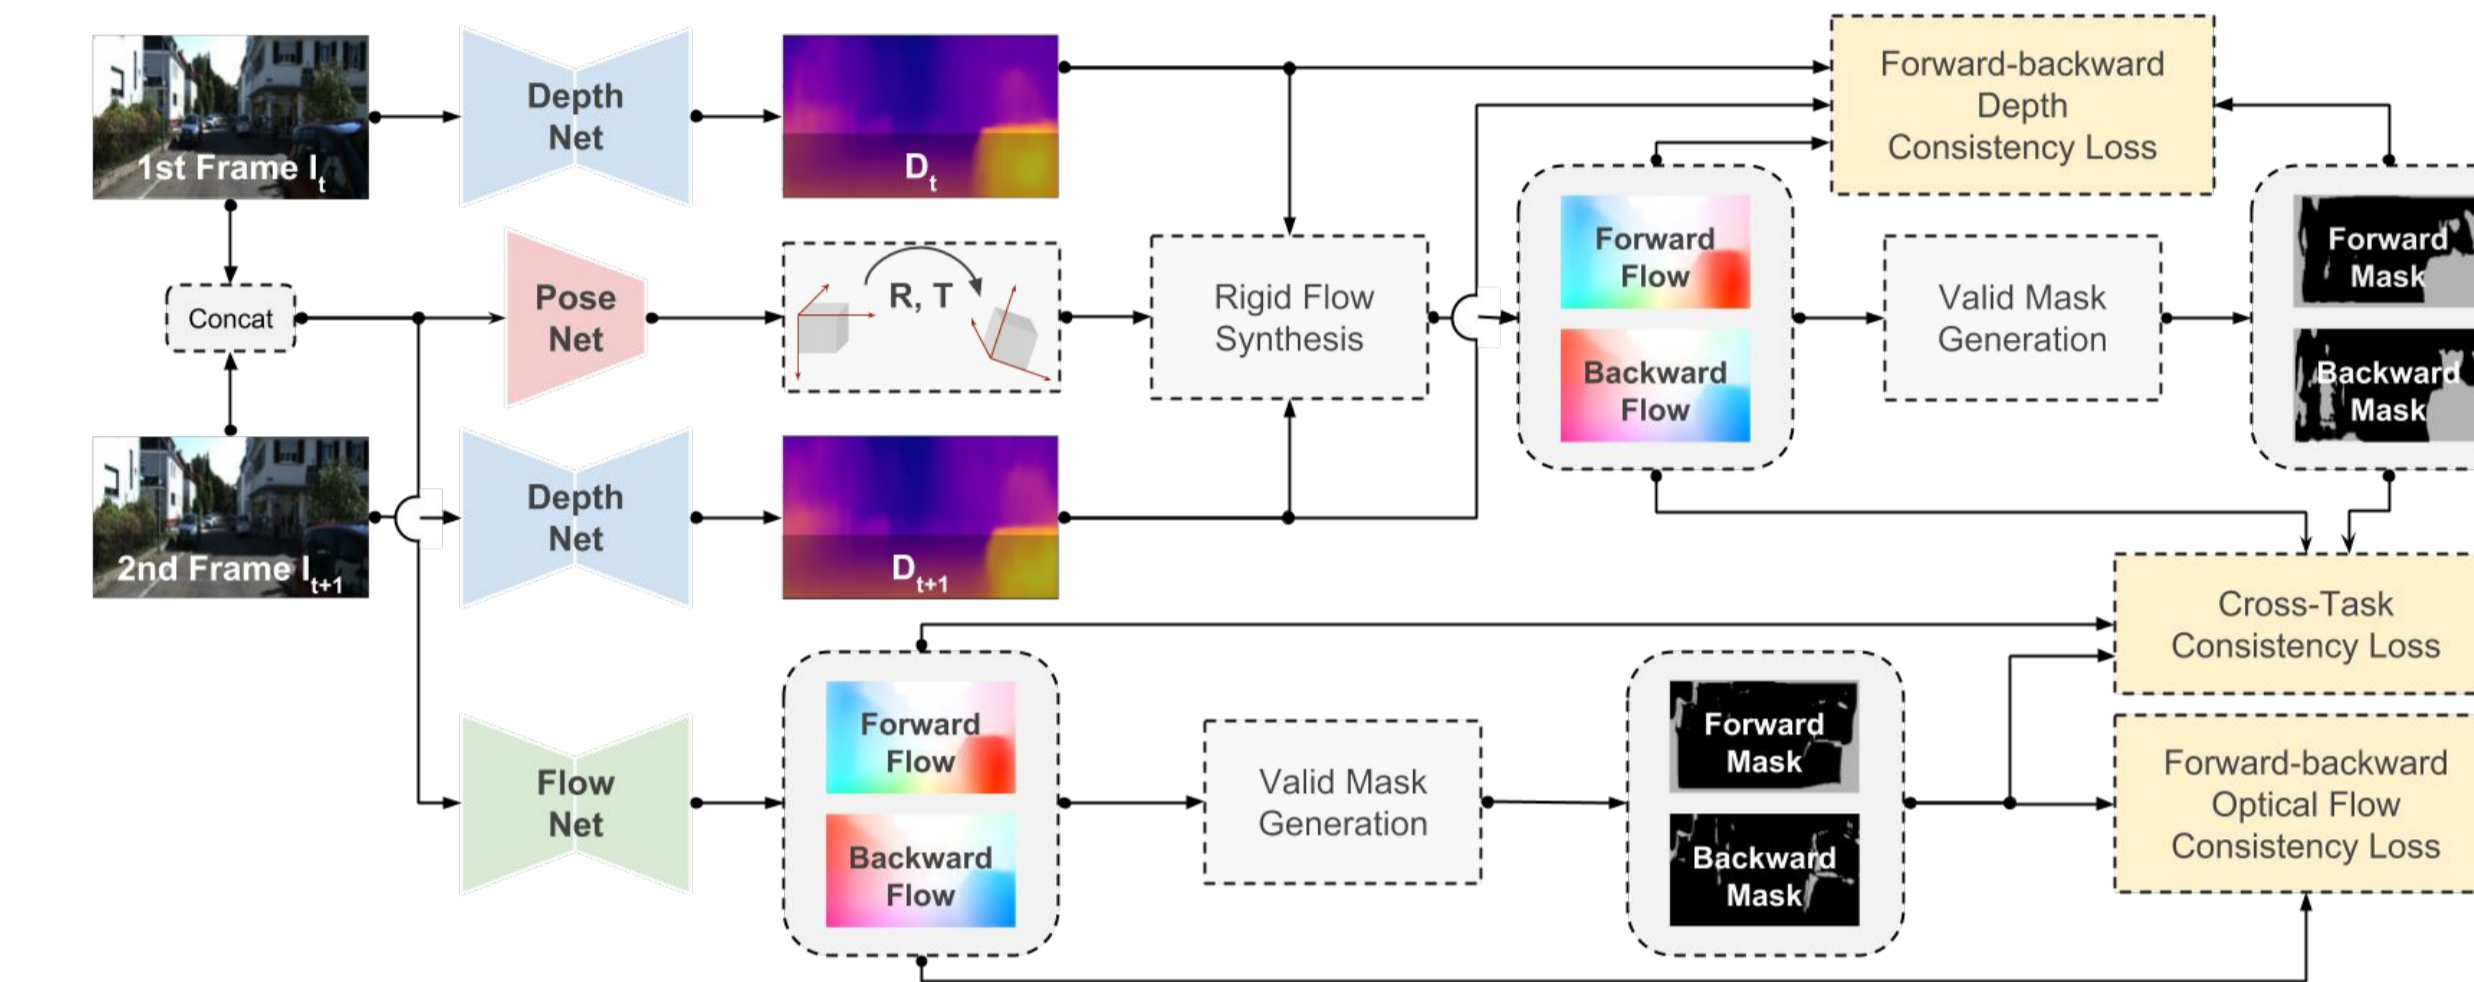 1st Frame I_t
Depth
Net
D_t
Forward-backward
Depth
Consistency Loss
Concat
Pose
Net
R, T
Rigid Flow
Synthesis
Forward
Flow
Backward
Flow
Valid Mask
Generation
Forward
Mask
Backward
Mask
2nd Frame I_t+1
Depth
Net
D_t+1
Cross-Task
Consistency Loss
Flow
Net
Forward
Flow
Backward
Flow
Valid Mask
Generation
Forward
Mask
Backward
Mask
Forward-backward
Optical Flow
Consistency Loss